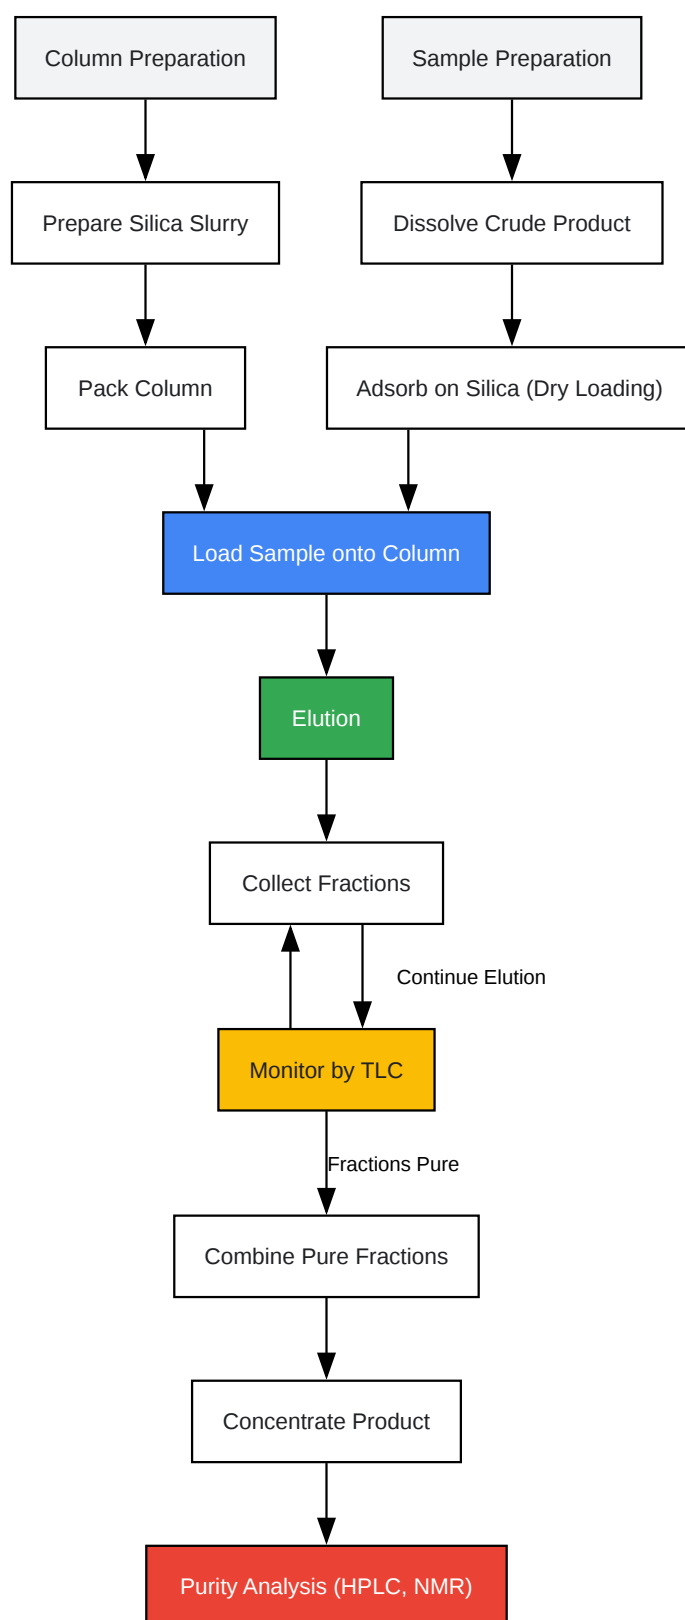 Column Preparation
Sample Preparation
Prepare Silica Slurry
Dissolve Crude Product
Pack Column
Adsorb on Silica (Dry Loading)
Load Sample onto Column
Elution
Collect Fractions
Continue Elution
Monitor by TLC
Fractions Pure
Combine Pure Fractions
Concentrate Product
Purity Analysis (HPLC, NMR)